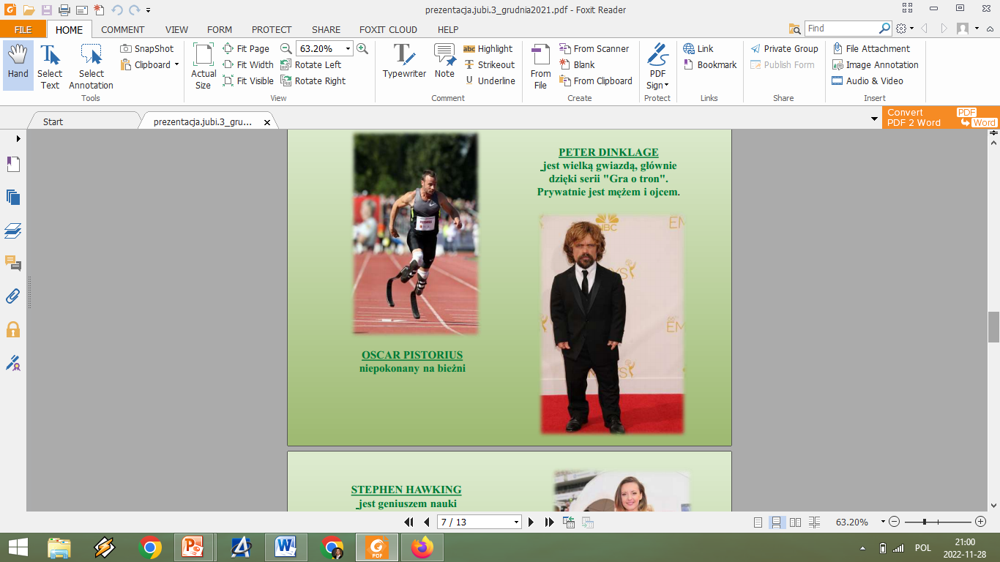 prezentacja.jubi.3_grudnia2021.pdf - Foxit Reader
FILE HOME COMMENT VIEW FORM PROTECT SHARE FOXIT CLOUD HELP
Find
Hand
Select Text
Select Annotation
SnapShot
Clipboard
Tools
Actual Size
Fit Page
Fit Width
Fit Visible
63.20%
Rotate Left
Rotate Right
View
Typewriter
Note
abc Highlight
Strikeout
U Underline
Comment
From File
From Scanner
Blank
From Clipboard
Create
PDF Sign
Protect
Link
Bookmark
Links
Private Group
Publish Form
Share
File Attachment
Image Annotation
Audio & Video
Insert
Start
prezentacja.jubi.3_gru...
Convert PDF
PDF 2 Word Word
PETER DINKLAGE
jest wielką gwiazdą, głównie
dzięki serii "Gra o tron".
Prywatnie jest mężem i ojcem.
NBC
EM
OSCAR PISTORIUS
niepokonany na bieżni
STEPHEN HAWKING
jest geniuszem nauki
7 / 13
63.20%
PDF
POL
21:00
2022-11-28